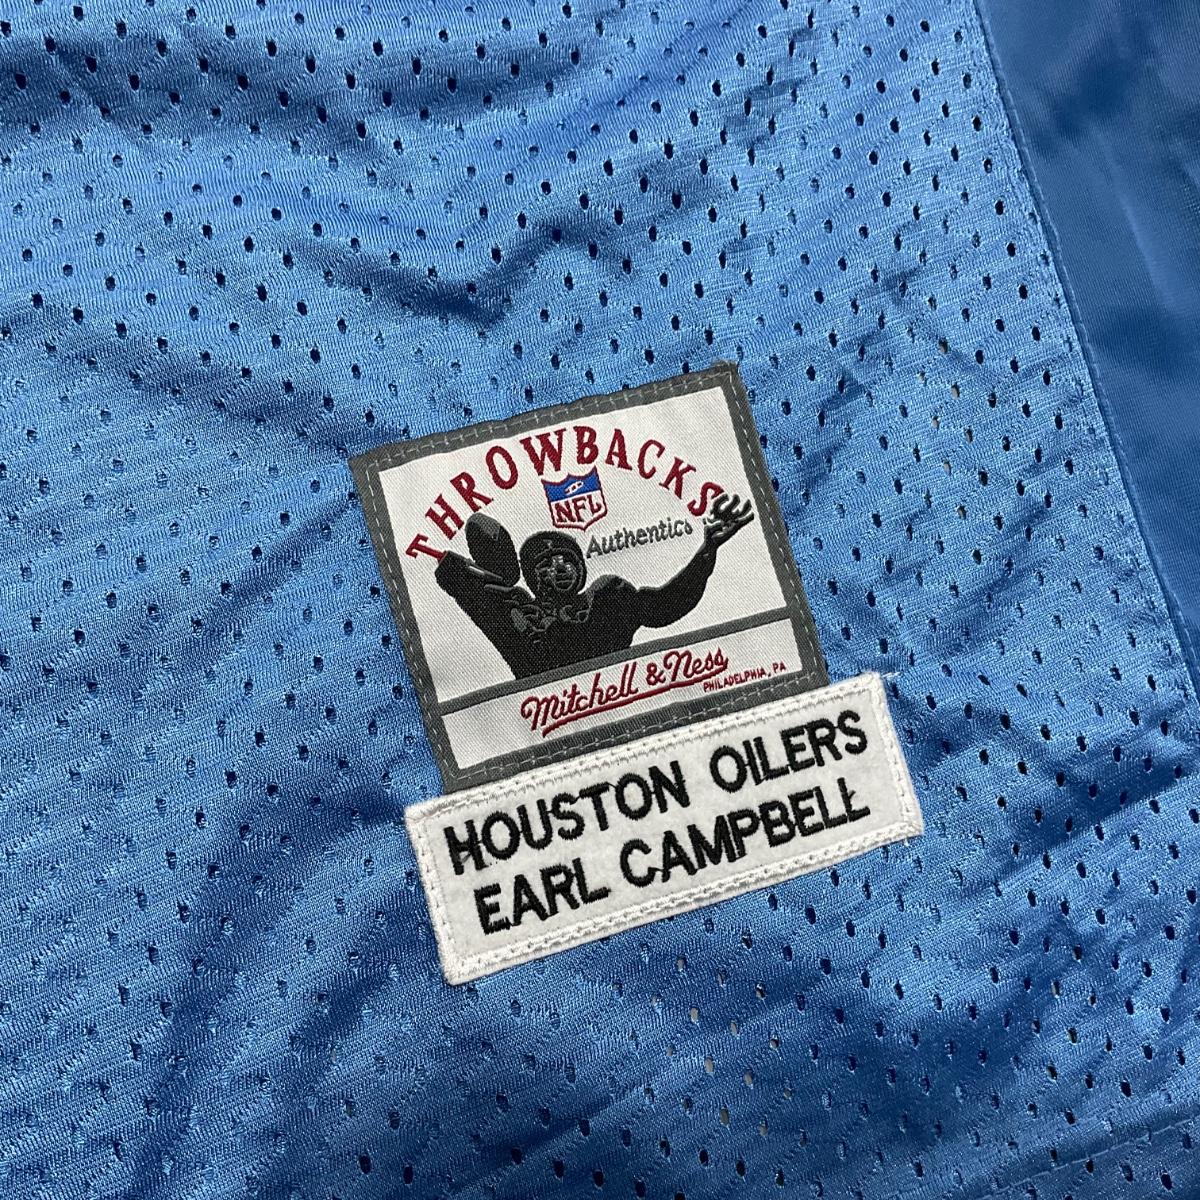 THROWBACKS
NFL
Authentics
Mitchell & Ness
PHILADELPHIA, PA
HOUSTON OILERS
EARL CAMPBELL